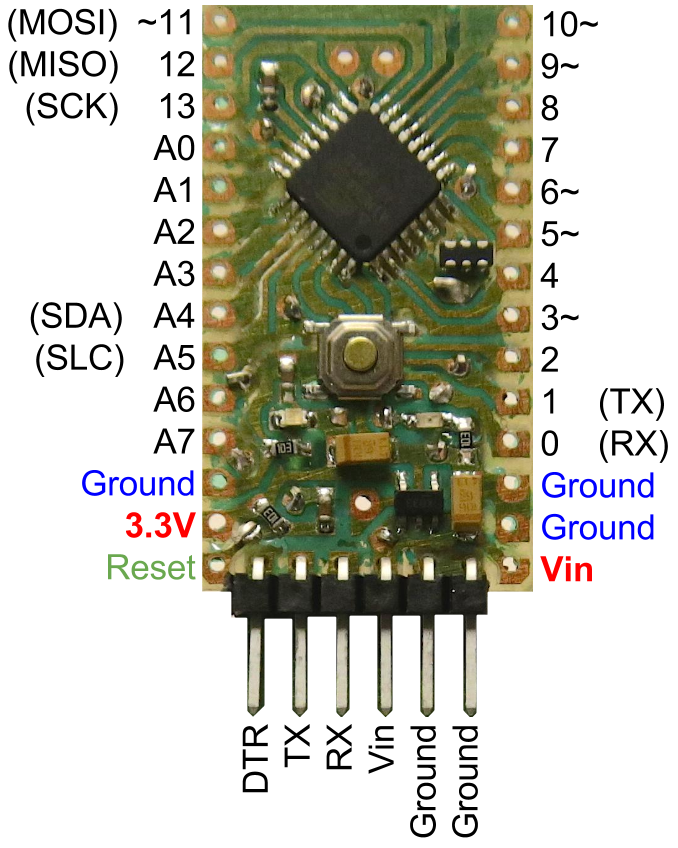 (MOSI) ~11
(MISO) 12
(SCK) 13
A0
A1
A2
A3
(SDA) A4
(SLC) A5
A6
A7
Ground
3.3V
Reset
10~
9~
8
7
6~
5~
4
3~
2
1 (TX)
0 (RX)
Ground
Ground
Vin
DTR
TX
RX
Vin
Ground
Ground